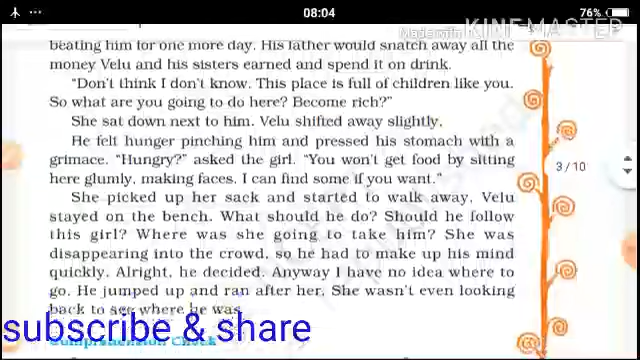 08:04
76%
Made with KINEMASTER
beating him for one more day. His father would snatch away all the
money Velu and his sisters earned and spend it on drink.
"Don't think I don't know. This place is full of children like you.
So what are you going to do here? Become rich?"
She sat down next to him. Velu shifted away slightly.
He felt hunger pinching him and pressed his stomach with a
grimace. "Hungry?" asked the girl. "You won't get food by sitting
here glumly, making faces. I can find some if you want."
3/10
She picked up her sack and started to walk away. Velu
stayed on the bench. What should he do? Should he follow
this girl? Where was she going to take him? She was
disappearing into the crowd, so he had to make up his mind
quickly. Alright, he decided. Anyway I have no idea where to
go. He jumped up and ran after her. She wasn't even looking
back to see where he was.
subscribe & share
Comprehension Check